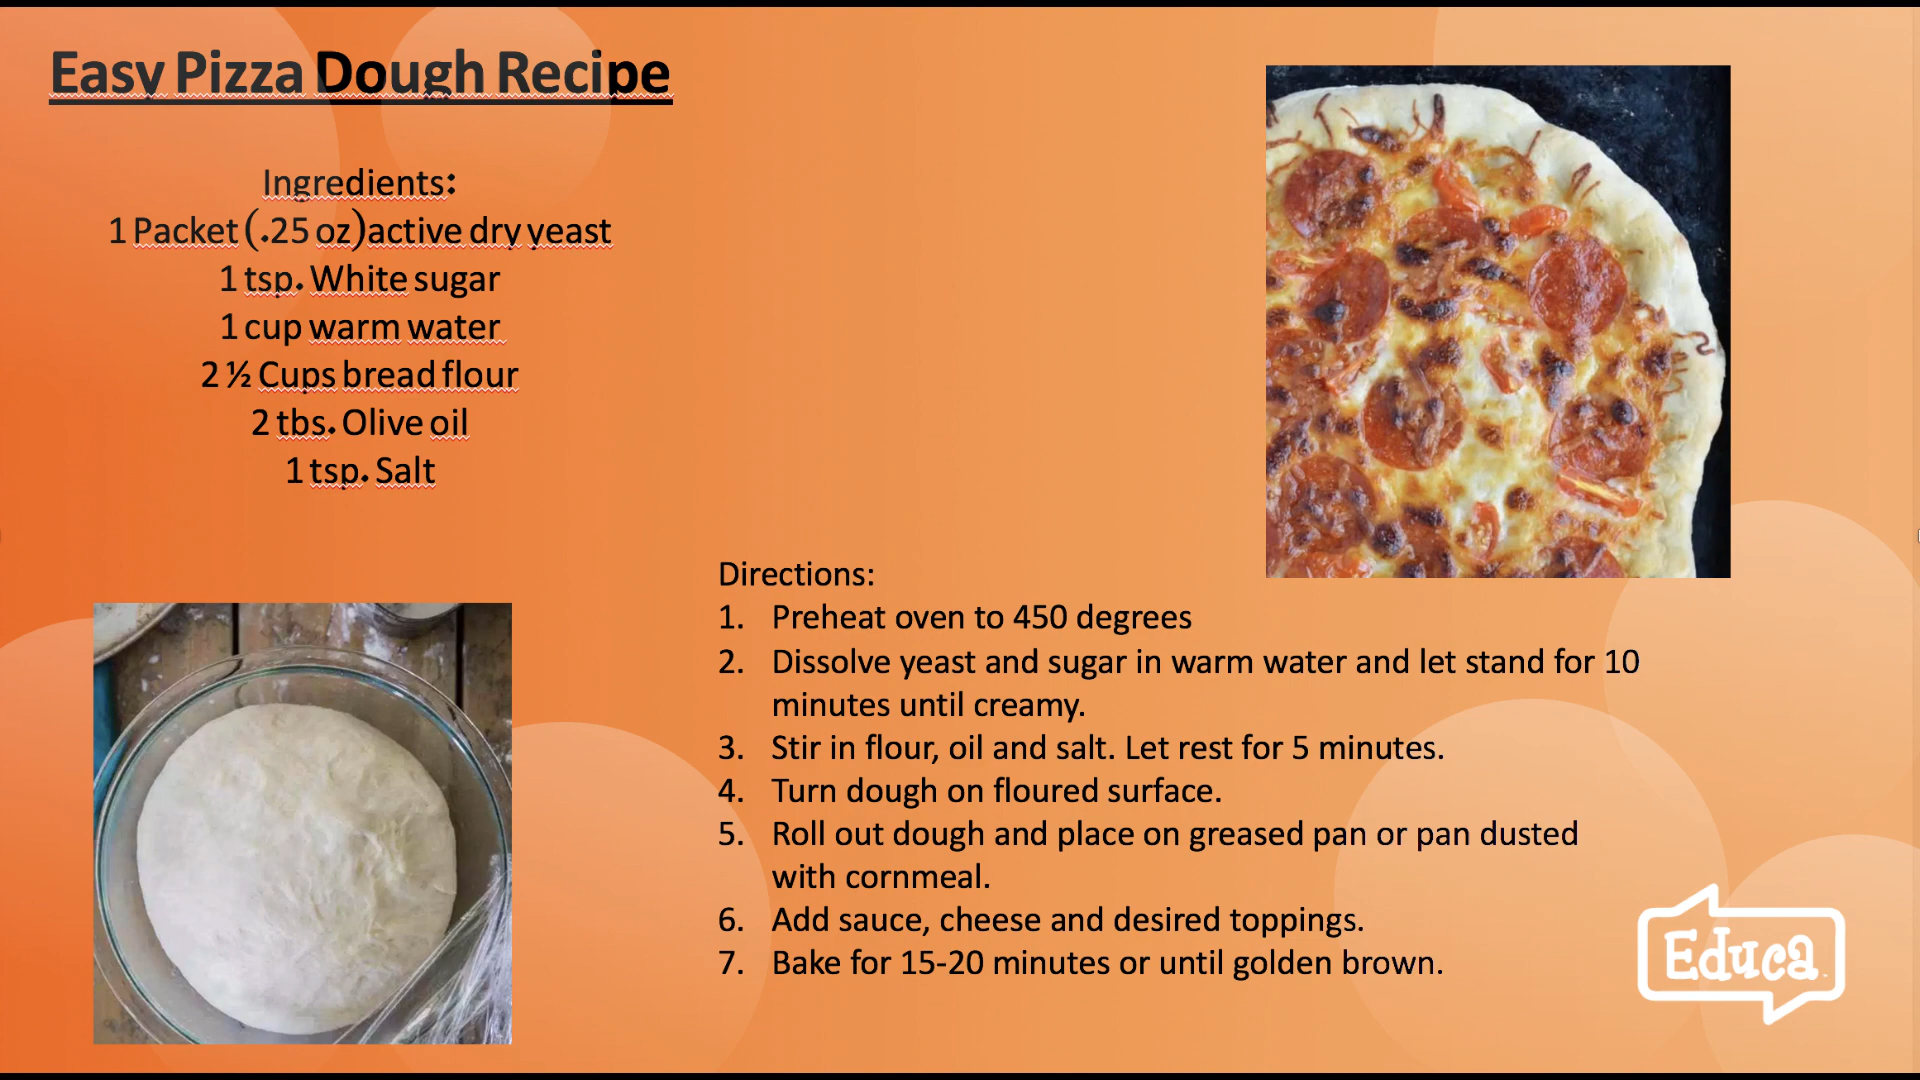 Easy Pizza Dough Recipe
Ingredients:
1 Packet (.25 oz)active dry yeast
1 tsp. White sugar
1 cup warm water
2 ½ Cups bread flour
2 tbs. Olive oil
1 tsp. Salt
Directions:
1. Preheat oven to 450 degrees
2. Dissolve yeast and sugar in warm water and let stand for 10
minutes until creamy.
3. Stir in flour, oil and salt. Let rest for 5 minutes.
4. Turn dough on floured surface.
5. Roll out dough and place on greased pan or pan dusted
with cornmeal.
6. Add sauce, cheese and desired toppings.
7. Bake for 15-20 minutes or until golden brown.
Educa